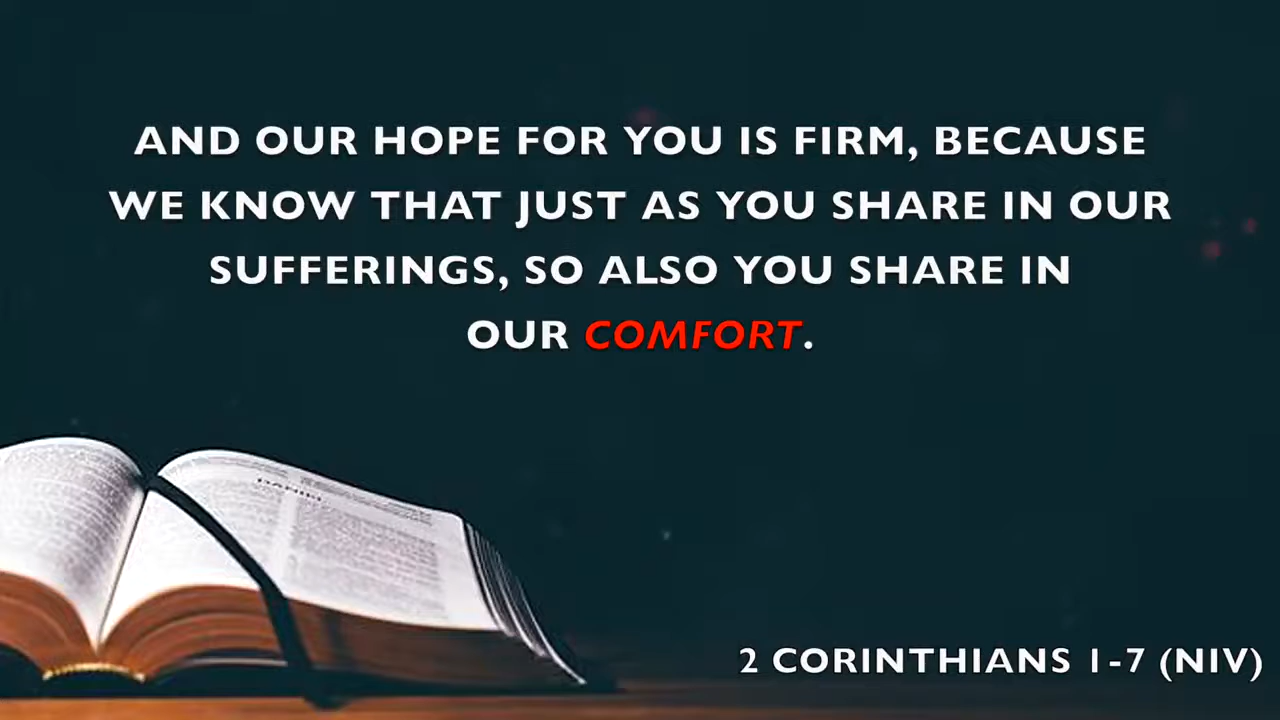 AND OUR HOPE FOR YOU IS FIRM, BECAUSE
WE KNOW THAT JUST AS YOU SHARE IN OUR
SUFFERINGS, SO ALSO YOU SHARE IN
OUR COMFORT.
DANIEL
2 CORINTHIANS 1-7 (NIV)